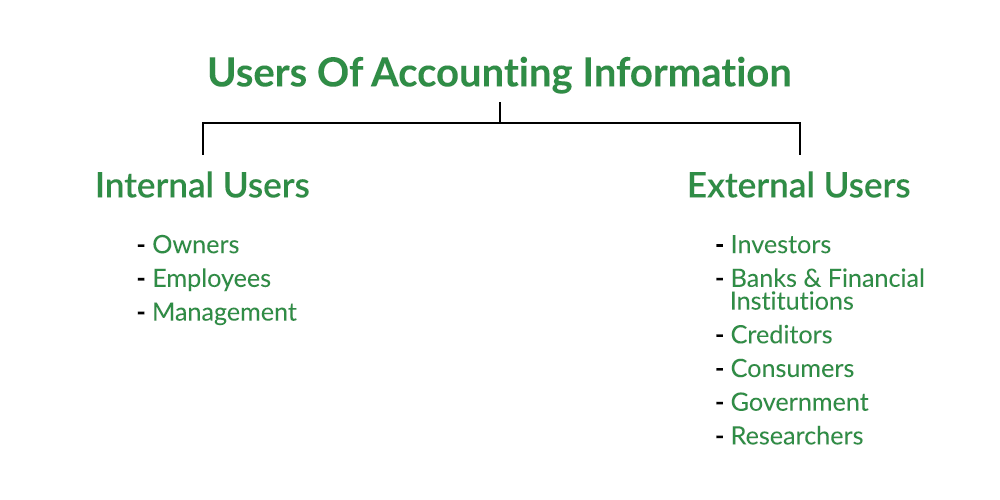 Users Of Accounting Information
Internal Users
- Owners
- Employees
- Management
External Users
- Investors
- Banks & Financial
Institutions
- Creditors
- Consumers
- Government
- Researchers